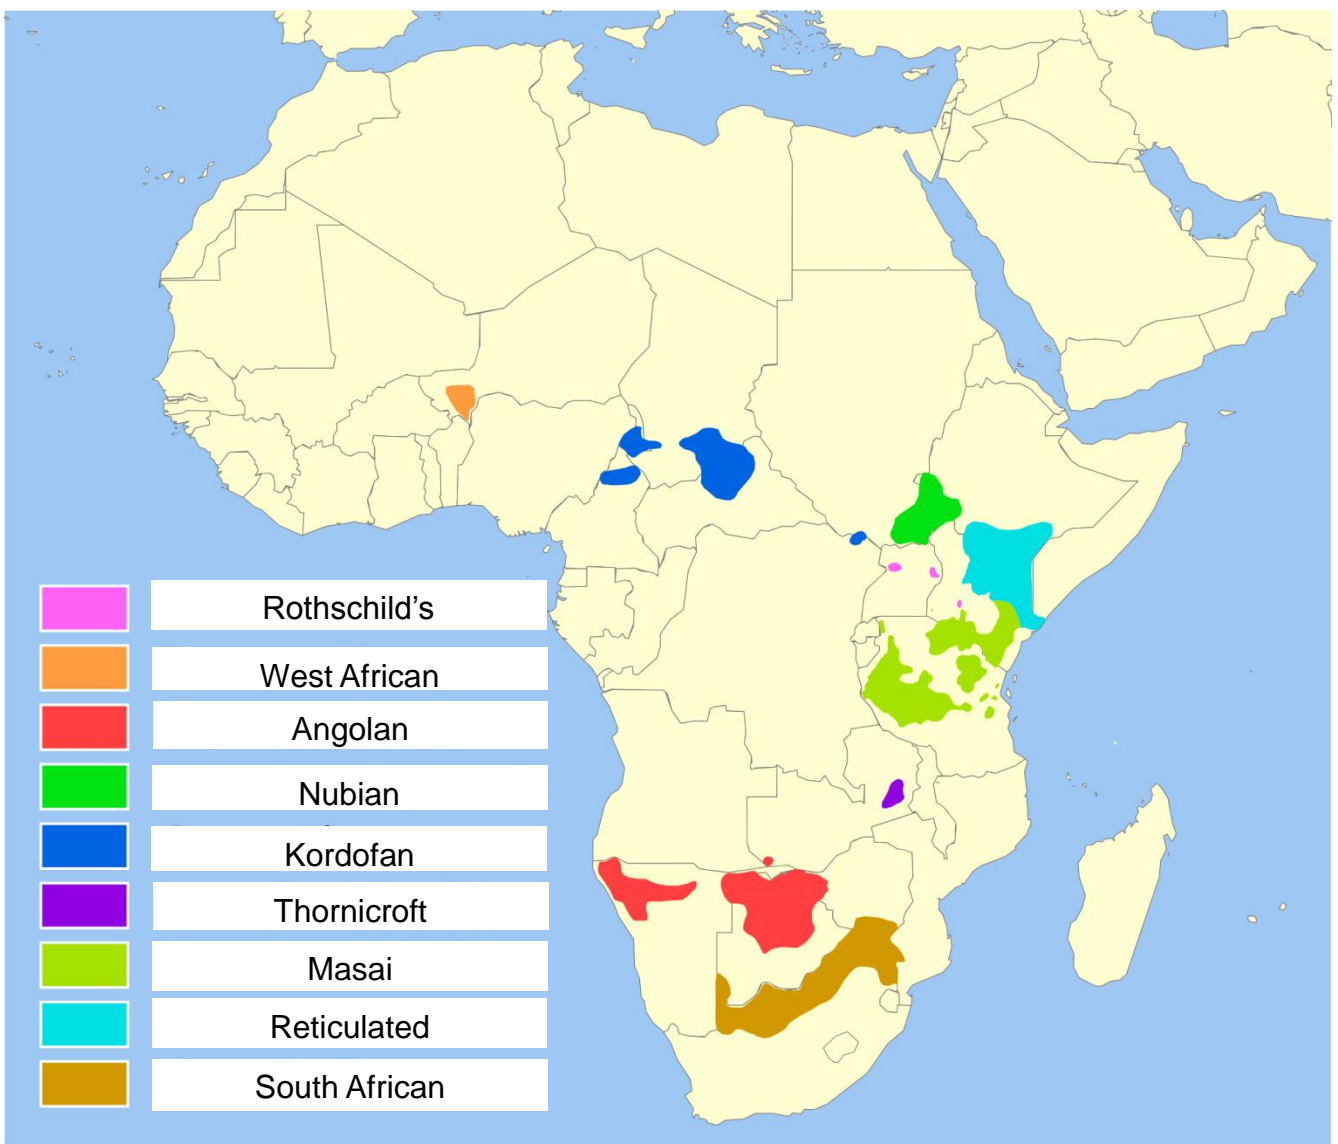 Rothschild’s
West African
Angolan
Nubian
Kordofan
Thornicroft
Masai
Reticulated
South African